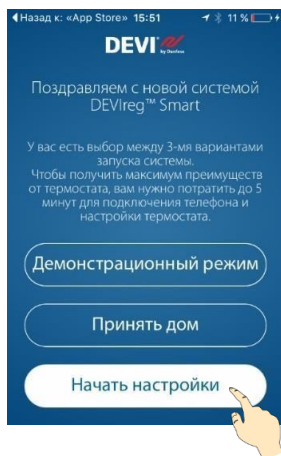 Назад к: «App Store» 15:51 11 %
DEVI
by Danfoss
Поздравляем с новой системой
DEVIreg™ Smart
У вас есть выбор между 3-мя вариантами
запуска системы.
Чтобы получить максимум преимуществ
от термостата, вам нужно потратить до 5
минут для подключения телефона и
настройки термостата.
Демонстрационный режим
Принять дом
Начать настройки